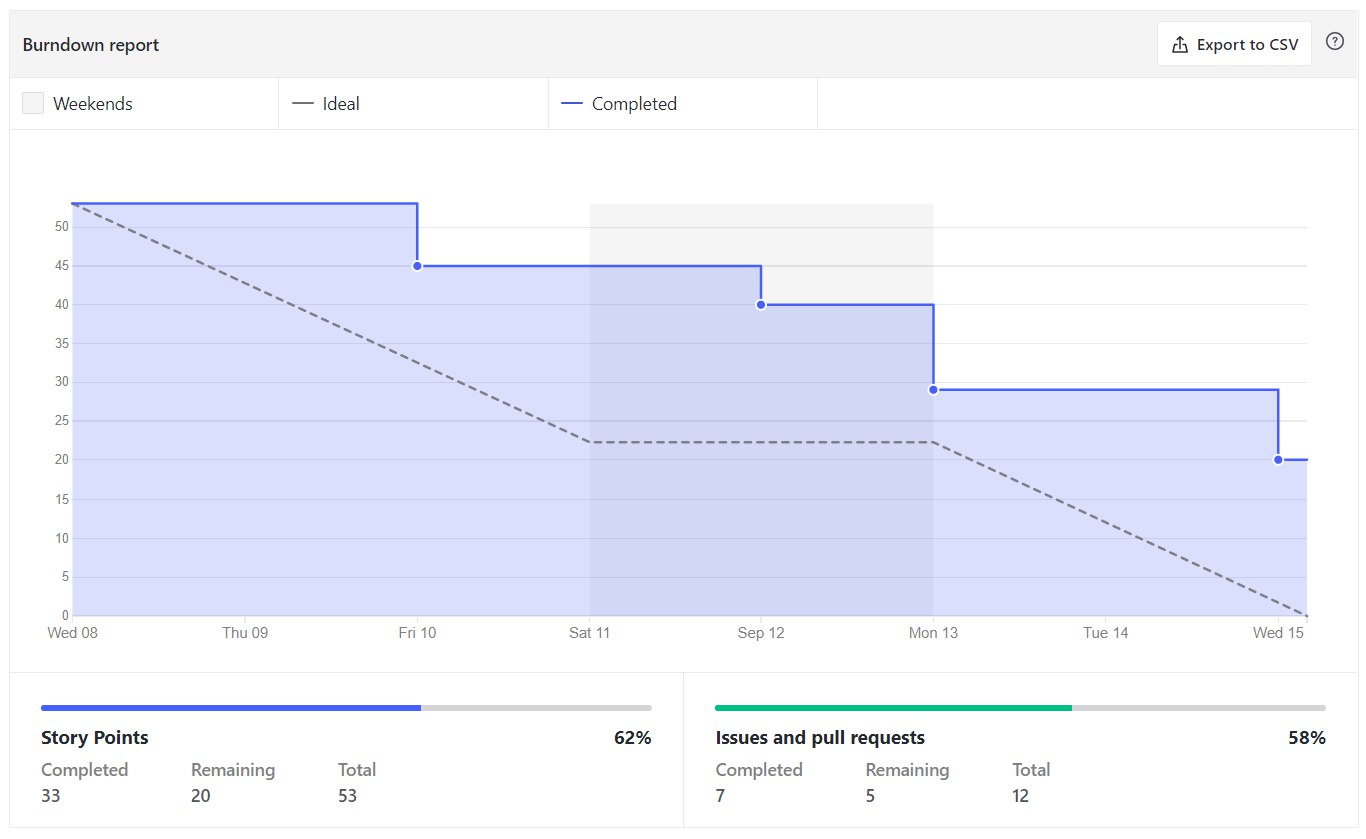 Burndown report
Export to CSV
?
Weekends
Ideal
Completed
50
45
40
35
30
25
20
15
10
5
0
Wed 08 Thu 09 Fri 10 Sat 11 Sep 12 Mon 13 Tue 14 Wed 15
Story Points 62%
Completed Remaining Total
33 20 53
Issues and pull requests 58%
Completed Remaining Total
7 5 12